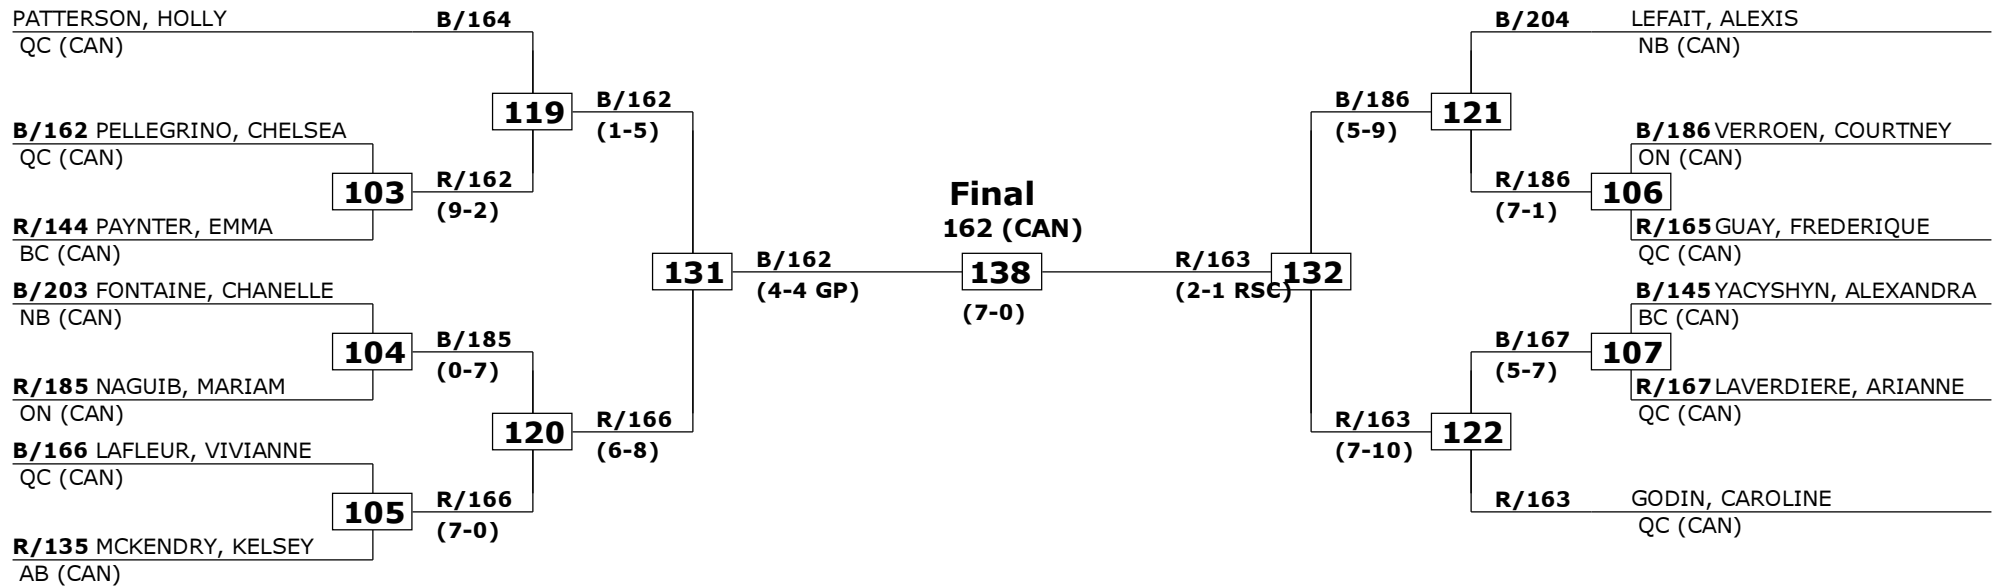 PATTERSON, HOLLY
QC (CAN)
B/164
119
B/162
(1-5)
B/162 PELLEGRINO, CHELSEA
QC (CAN)
103
R/162
(9-2)
R/144 PAYNTER, EMMA
BC (CAN)
131
B/162
(4-4 GP)
B/203 FONTAINE, CHANELLE
NB (CAN)
104
B/185
(0-7)
R/185 NAGUIB, MARIAM
ON (CAN)
120
R/166
(6-8)
B/166 LAFLEUR, VIVIANNE
QC (CAN)
105
R/166
(7-0)
R/135 MCKENDRY, KELSEY
AB (CAN)
Final
162 (CAN)
138
(7-0)
B/204
LEFAIT, ALEXIS
NB (CAN)
B/186
(5-9)
121
B/186 VERROEN, COURTNEY
ON (CAN)
R/186
(7-1)
106
R/165 GUAY, FREDERIQUE
QC (CAN)
R/163
(2-1 RSC)
132
B/145 YACYSHYN, ALEXANDRA
BC (CAN)
B/167
(5-7)
107
R/167 LAVERDIERE, ARIANNE
QC (CAN)
R/163
(7-10)
122
R/163
GODIN, CAROLINE
QC (CAN)